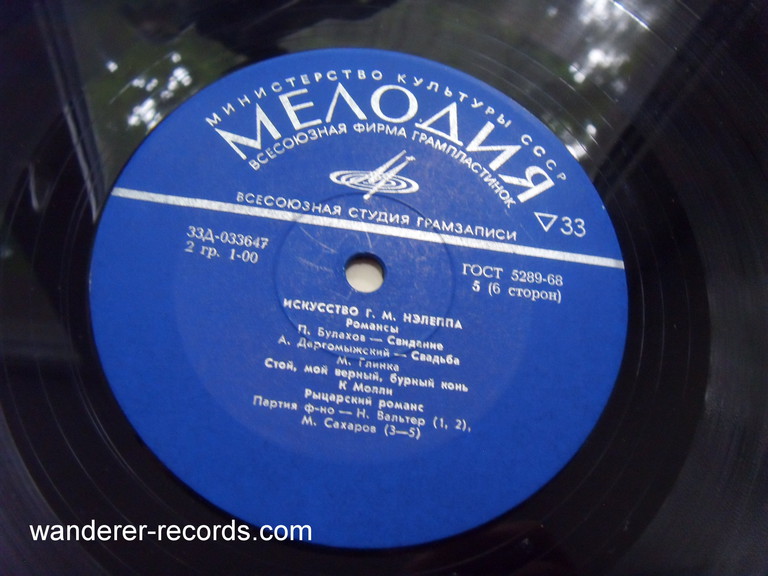 МИНИСТЕРСТВО КУЛЬТУРЫ СССР
МЕЛОДИЯ
ВСЕСОЮЗНАЯ ФИРМА ГРАМПЛАСТИНОК
ВСЕСОЮЗНАЯ СТУДИЯ ГРАМЗАПИСИ
33
33Д-033647
2 гр. 1-00
ГОСТ 5289-68
5 (6 сторон)
ИСКУССТВО Г. М. НЭЛЕППА
Романсы
П. Булахов — Свидание
А. Даргомыжский — Свадьба
М. Глинка
Стой, мой верный, бурный конь
К Молли
Рыцарский романс
Партия ф-но — Н. Вальтер (1, 2),
М. Сахаров (3—5)
wanderer-records.com